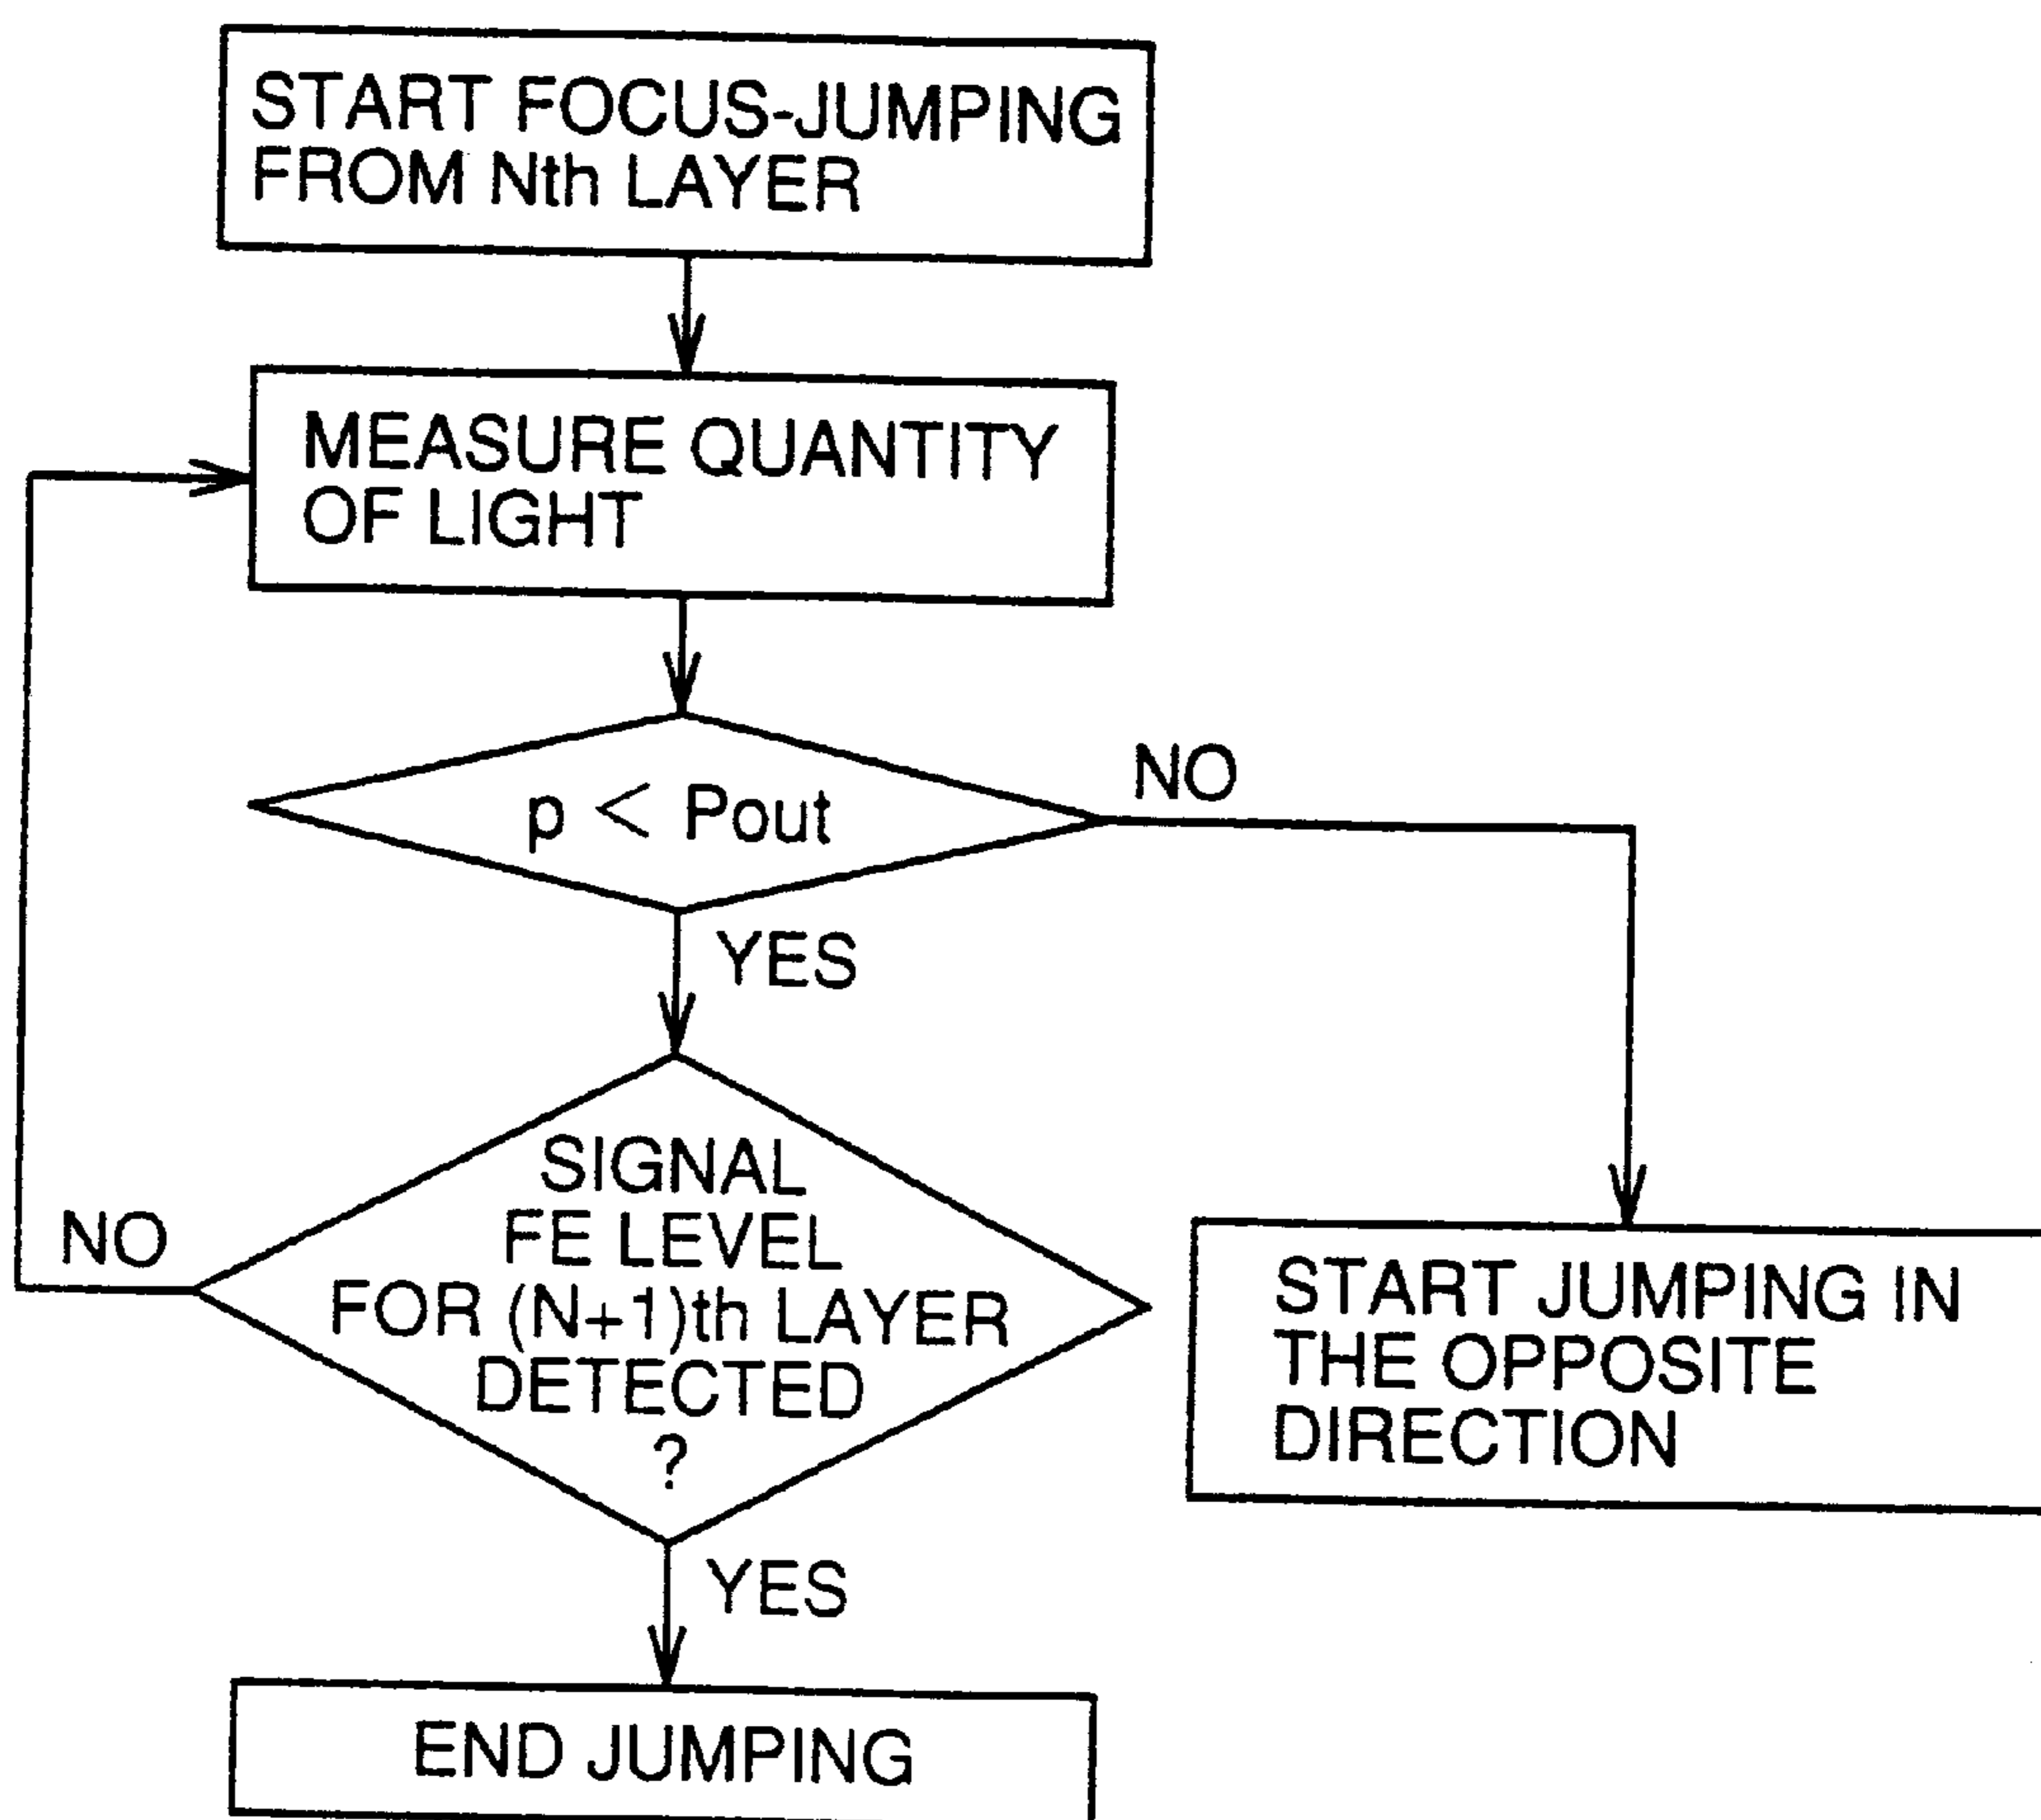 START FOCUS-JUMPING
FROM Nth LAYER
MEASURE QUANTITY
OF LIGHT
p < Pout
NO
YES
SIGNAL
FE LEVEL
FOR (N+1)th LAYER
DETECTED
?
NO
START JUMPING IN
THE OPPOSITE
DIRECTION
YES
END JUMPING